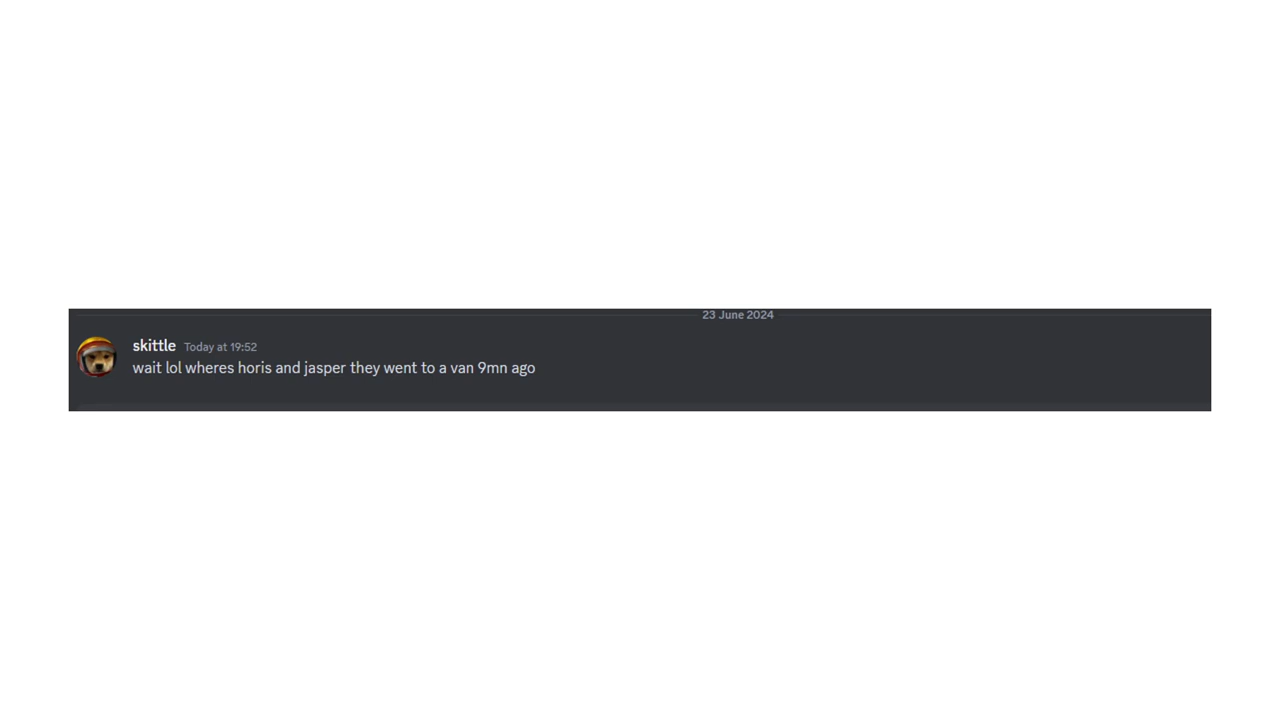 23 June 2024
skittle Today at 19:52
wait lol wheres horis and jasper they went to a van 9mn ago